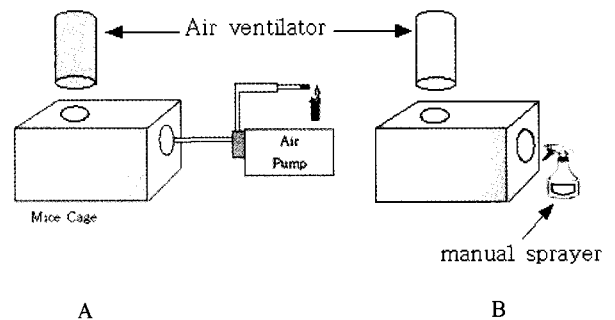 Air ventilator
Air
Pump
Mice Cage
manual sprayer
A
B